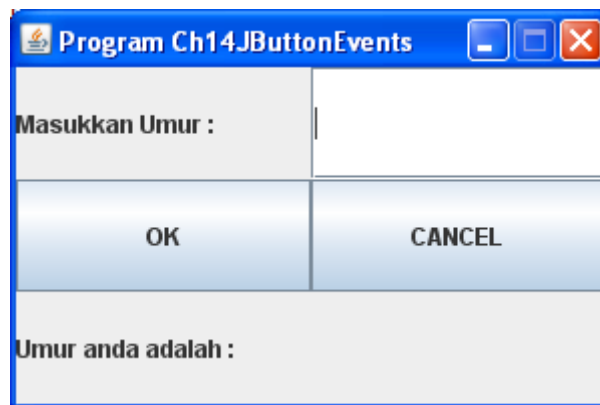 Program Ch14JButtonEvents
Masukkan Umur :
OK
CANCEL
Umur anda adalah :